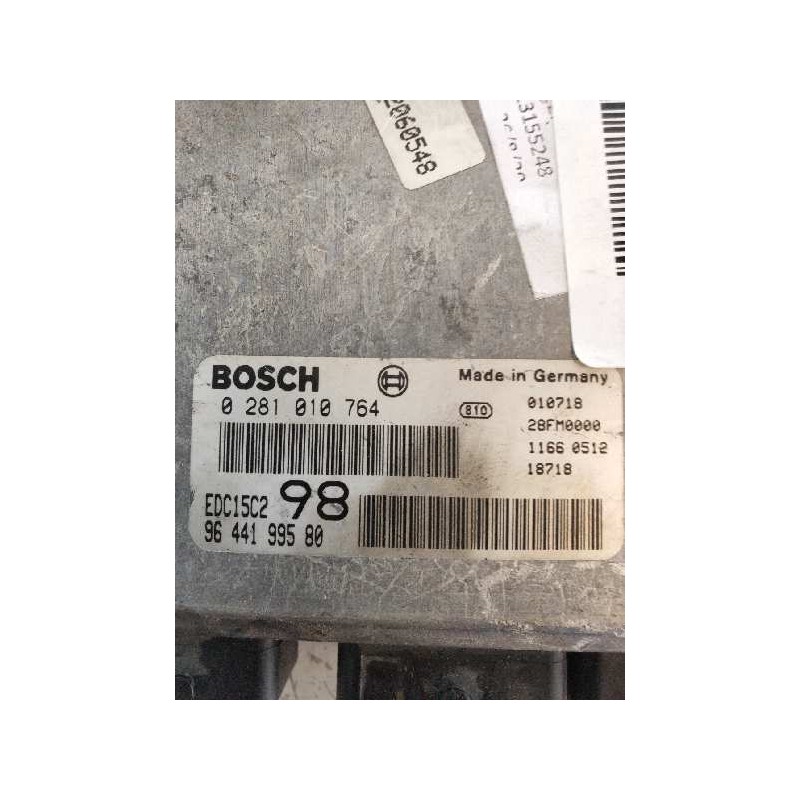 2060548
3155248
BOSCH
Made in Germany
0 281 010 764
810
010718
28FM0000
1166 0512
18718
EDC15C2 98
96 441 995 80